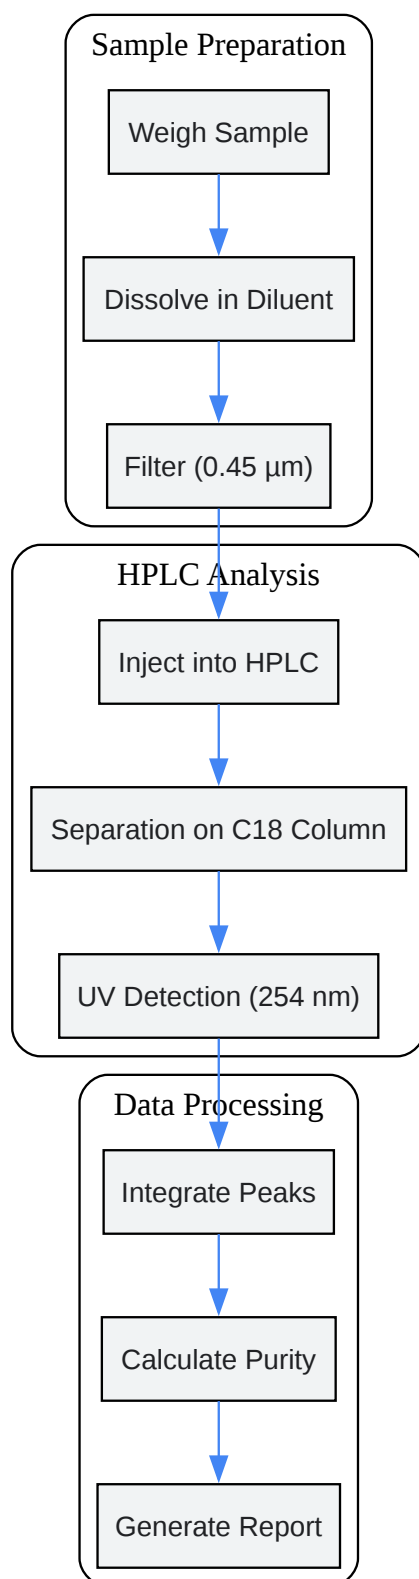 Sample Preparation
Weigh Sample
Dissolve in Diluent
Filter (0.45 µm)
HPLC Analysis
Inject into HPLC
Separation on C18 Column
UV Detection (254 nm)
Data Processing
Integrate Peaks
Calculate Purity
Generate Report